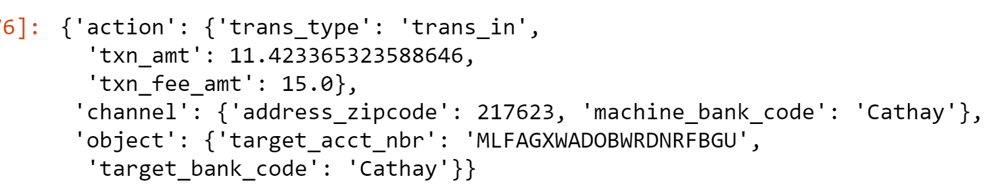 6]: {'action': {'trans_type': 'trans_in',
'txn_amt': 11.423365323588646,
'txn_fee_amt': 15.0},
'channel': {'address_zipcode': 217623, 'machine_bank_code': 'Cathay'},
'object': {'target_acct_nbr': 'MLFAGXWADOBWRDNRFBGU',
'target_bank_code': 'Cathay'}}